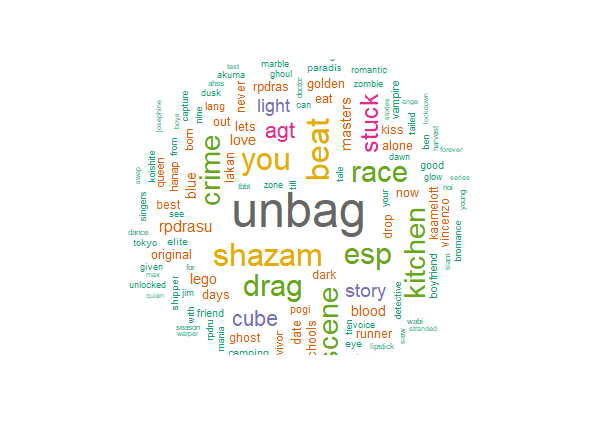 test
marble
paradis
romantic
ahss
akuma
ghoul
rpdras
golden
zombie
dusk
never
doctor
can
eat
vampire
stories
ange
lockdown
josephine
boys
capture
nine
lang
out
light
masters
tailed
lets
agt
beat
stuck
kiss
ben
harvest
born
love
alone
forever
from
you
dawn
koishite
queen
hanap
crime
lakan
race
good
swap
blue
zone
till
tale
glow
series
tbbt
your
now
noi
young
singers
best
unbag
kaamelott
see
rpdrasu
drop
vincenzo
dance
tokyo
elite
original
shazam
esp
kitchen
bromance
given
for
dark
boyfriend
slam
max
lego
drag
story
unlocked
shipper
jim
days
detective
quien
pogi
blood
with
friend
cube
scene
wabi
season
rpdnu
mania
date
tien
voice
skew
stranded
warper
ghost
vivor
chools
runner
eye
lipstick
camping